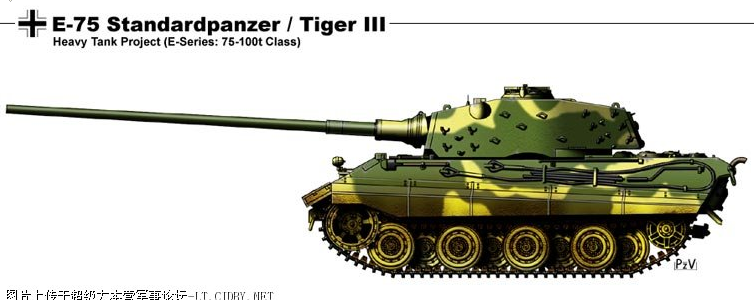 E-75 Standardpanzer / Tiger III
Heavy Tank Project (E-Series: 75-100t Class)
PzV
图片上传于超级大本营军事论坛-LT.CJDBY.NET